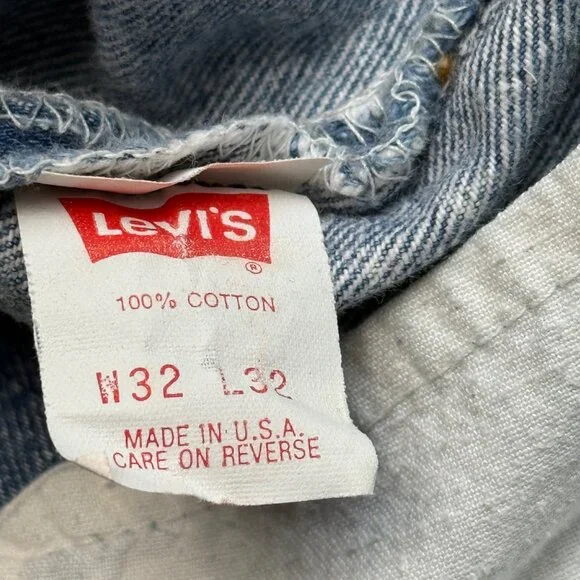 LEVI'S
®
100% COTTON
W32 L32
MADE IN U.S.A.
CARE ON REVERSE